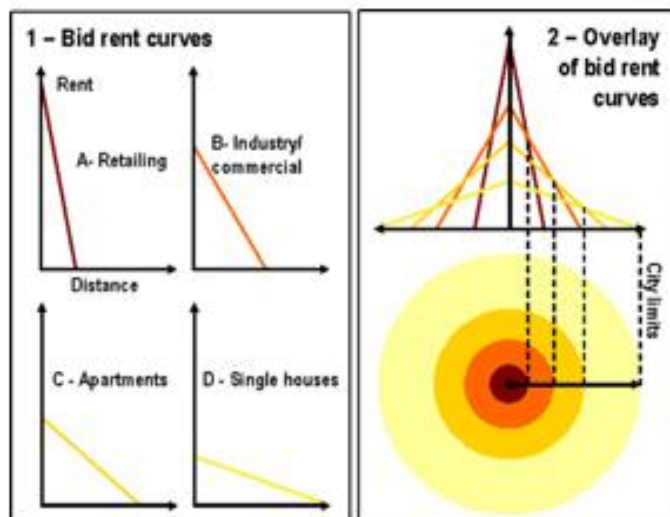 1 – Bid rent curves
Rent
A- Retailing
B- Industry/
commercial
Distance
C - Apartments
D - Single houses
2 – Overlay
of bid rent
curves
City limits